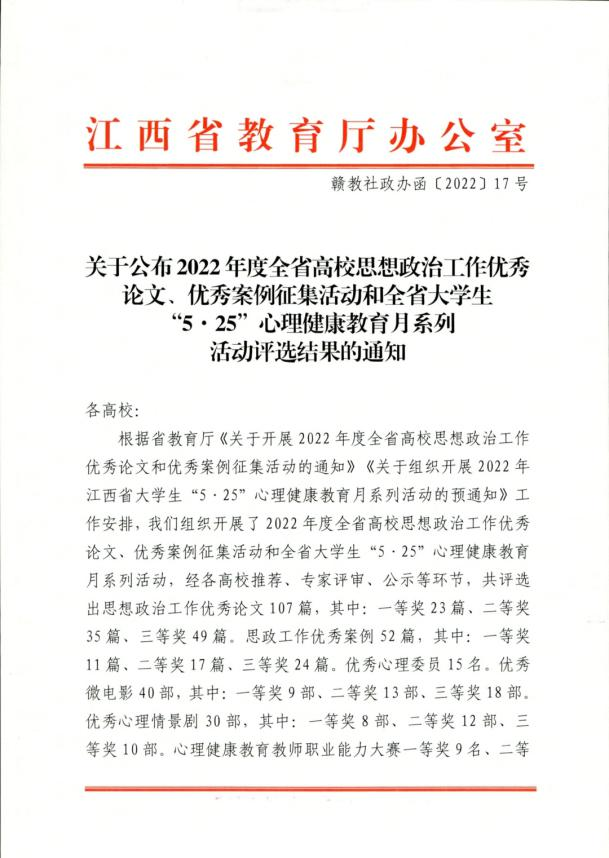 江西省教育厅办公室
赣教社政办函〔2022〕17号
关于公布2022年度全省高校思想政治工作优秀
论文、优秀案例征集活动和全省大学生
“5·25”心理健康教育月系列
活动评选结果的通知
各高校：
根据省教育厅《关于开展2022年度全省高校思想政治工作
优秀论文和优秀案例征集活动的通知》《关于组织开展2022年
江西省大学生“5·25”心理健康教育月系列活动的预通知》工
作安排，我们组织开展了2022年度全省高校思想政治工作优秀
论文、优秀案例征集活动和全省大学生“5·25”心理健康教育
月系列活动，经各高校推荐、专家评审、公示等环节，共评选
出思想政治工作优秀论文107篇，其中：一等奖23篇、二等奖
35篇、三等奖49篇。思政工作优秀案例52篇，其中：一等奖
11篇、二等奖17篇、三等奖24篇。优秀心理委员15名。优秀
微电影40部，其中：一等奖9部、二等奖13部、三等奖18部。
优秀心理情景剧30部，其中：一等奖8部、二等奖12部、三
等奖10部。心理健康教育教师职业能力大赛一等奖9名、二等